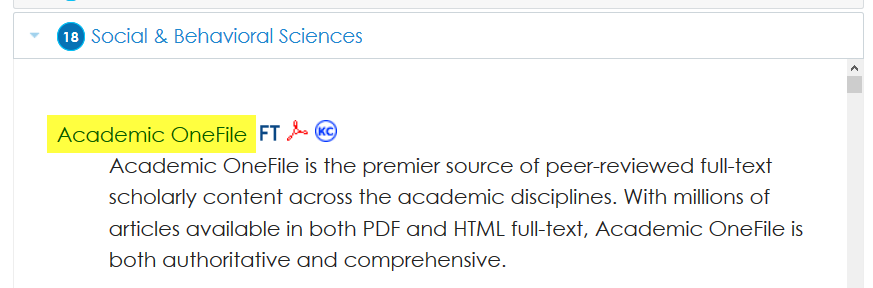 18 Social & Behavioral Sciences
Academic OneFile FT KC
Academic OneFile is the premier source of peer-reviewed full-text
scholarly content across the academic disciplines. With millions of
articles available in both PDF and HTML full-text, Academic OneFile is
both authoritative and comprehensive.